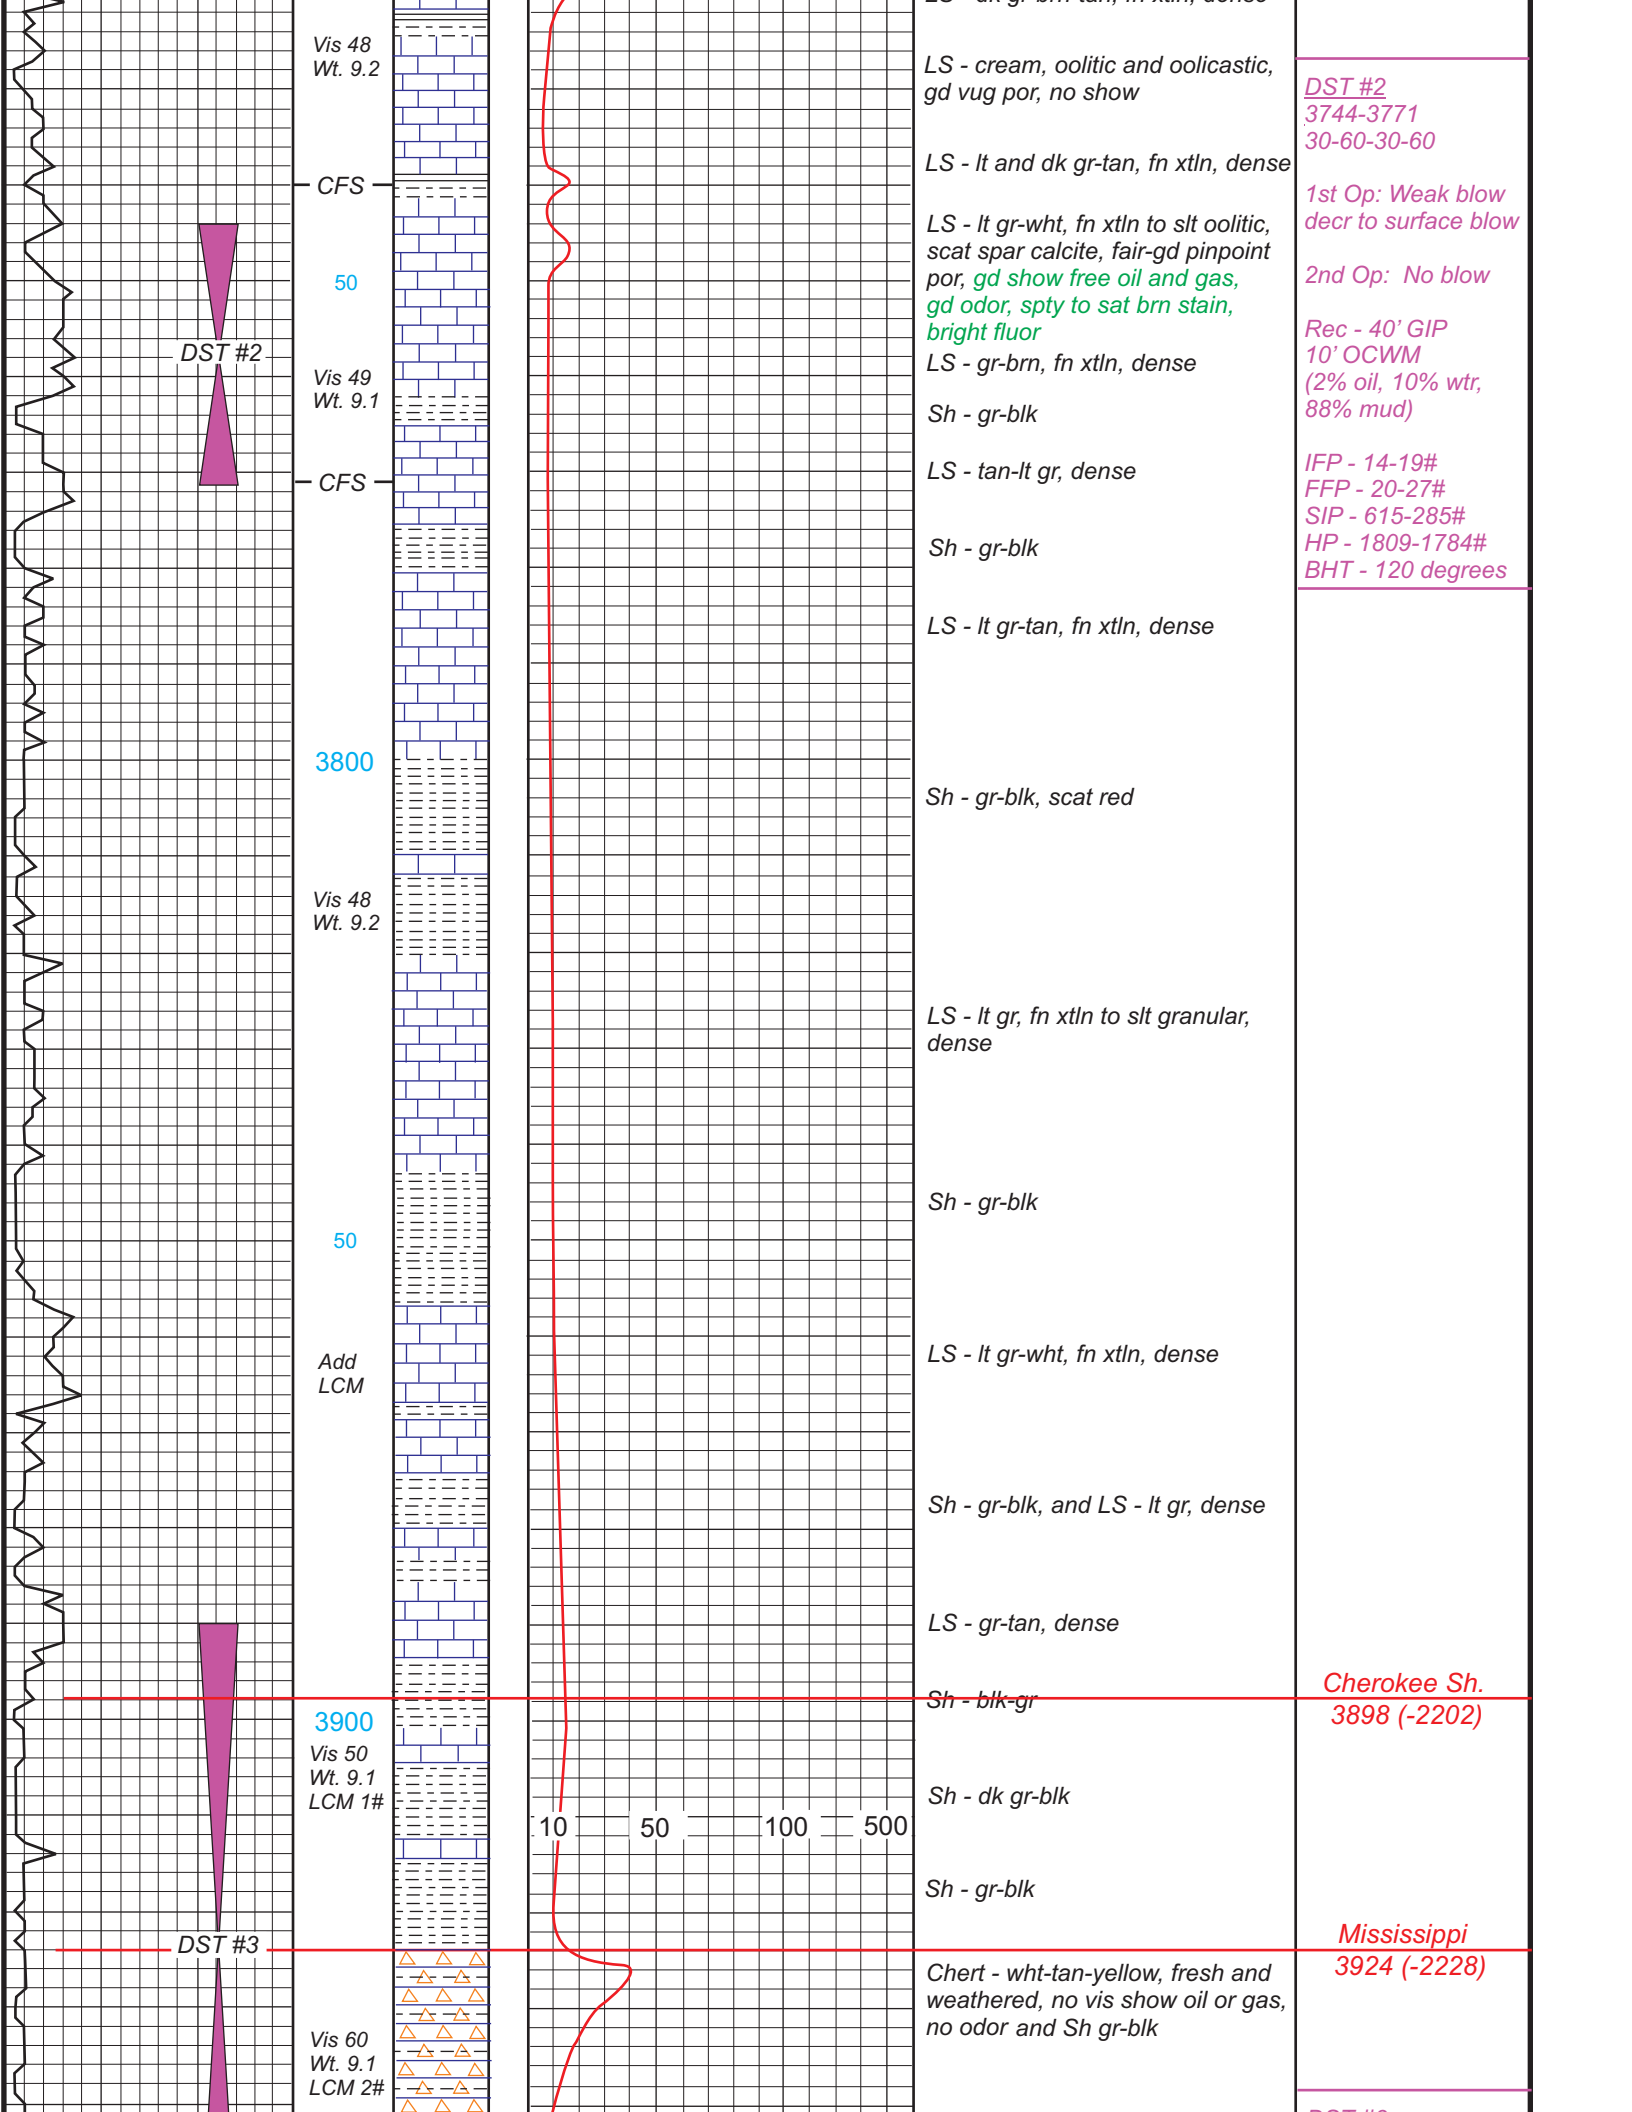 LS - dk gr-brn-tan, fn xtln, dense
Vis 48
Wt. 9.2
LS - cream, oolitic and oolicastic,
gd vug por, no show
LS - lt and dk gr-tan, fn xtln, dense
CFS
LS - lt gr-wht, fn xtln to slt oolitic,
scat spar calcite, fair-gd pinpoint
por, gd show free oil and gas,
gd odor, spty to sat brn stain,
bright fluor
50
DST #2
Vis 49
Wt. 9.1
LS - gr-brn, fn xtln, dense
Sh - gr-blk
CFS
LS - tan-lt gr, dense
Sh - gr-blk
LS - lt gr-tan, fn xtln, dense
DST #2
3744-3771
30-60-30-60
1st Op: Weak blow
decr to surface blow
2nd Op: No blow
Rec - 40' GIP
10' OCWM
(2% oil, 10% wtr,
88% mud)
IFP - 14-19#
FFP - 20-27#
SIP - 615-285#
HP - 1809-1784#
BHT - 120 degrees
3800
Sh - gr-blk, scat red
Vis 48
Wt. 9.2
LS - lt gr, fn xtln to slt granular,
dense
Sh - gr-blk
50
Add
LCM
LS - lt gr-wht, fn xtln, dense
Sh - gr-blk, and LS - lt gr, dense
LS - gr-tan, dense
Cherokee Sh.
Sh - blk-gr
3898 (-2202)
3900
Vis 50
Wt. 9.1
LCM 1#
Sh - dk gr-blk
10 50 100 500
Sh - gr-blk
DST #3
Mississippi
3924 (-2228)
Chert - wht-tan-yellow, fresh and
weathered, no vis show oil or gas,
no odor and Sh gr-blk
Vis 60
Wt. 9.1
LCM 2#